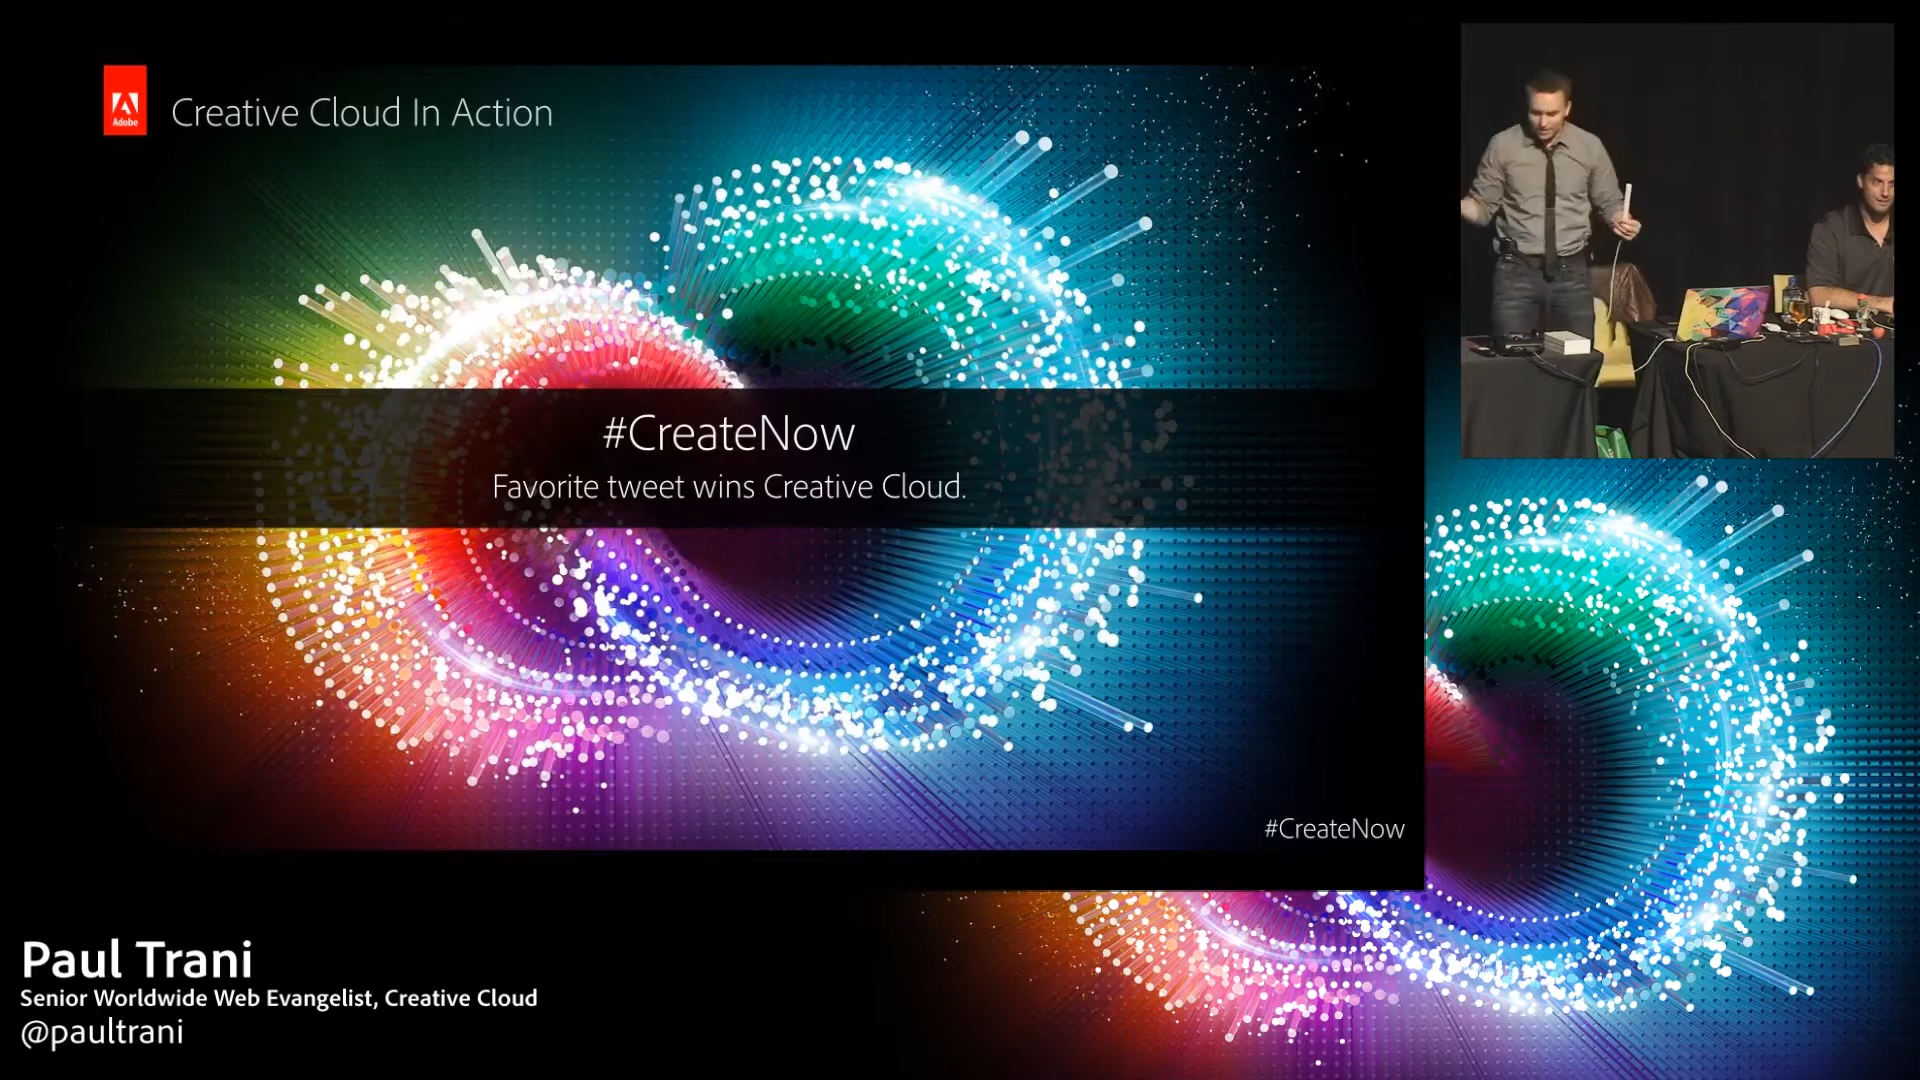 Adobe
Creative Cloud In Action
#CreateNow
Favorite tweet wins Creative Cloud.
#CreateNow
Paul Trani
Senior Worldwide Web Evangelist, Creative Cloud
@paultrani